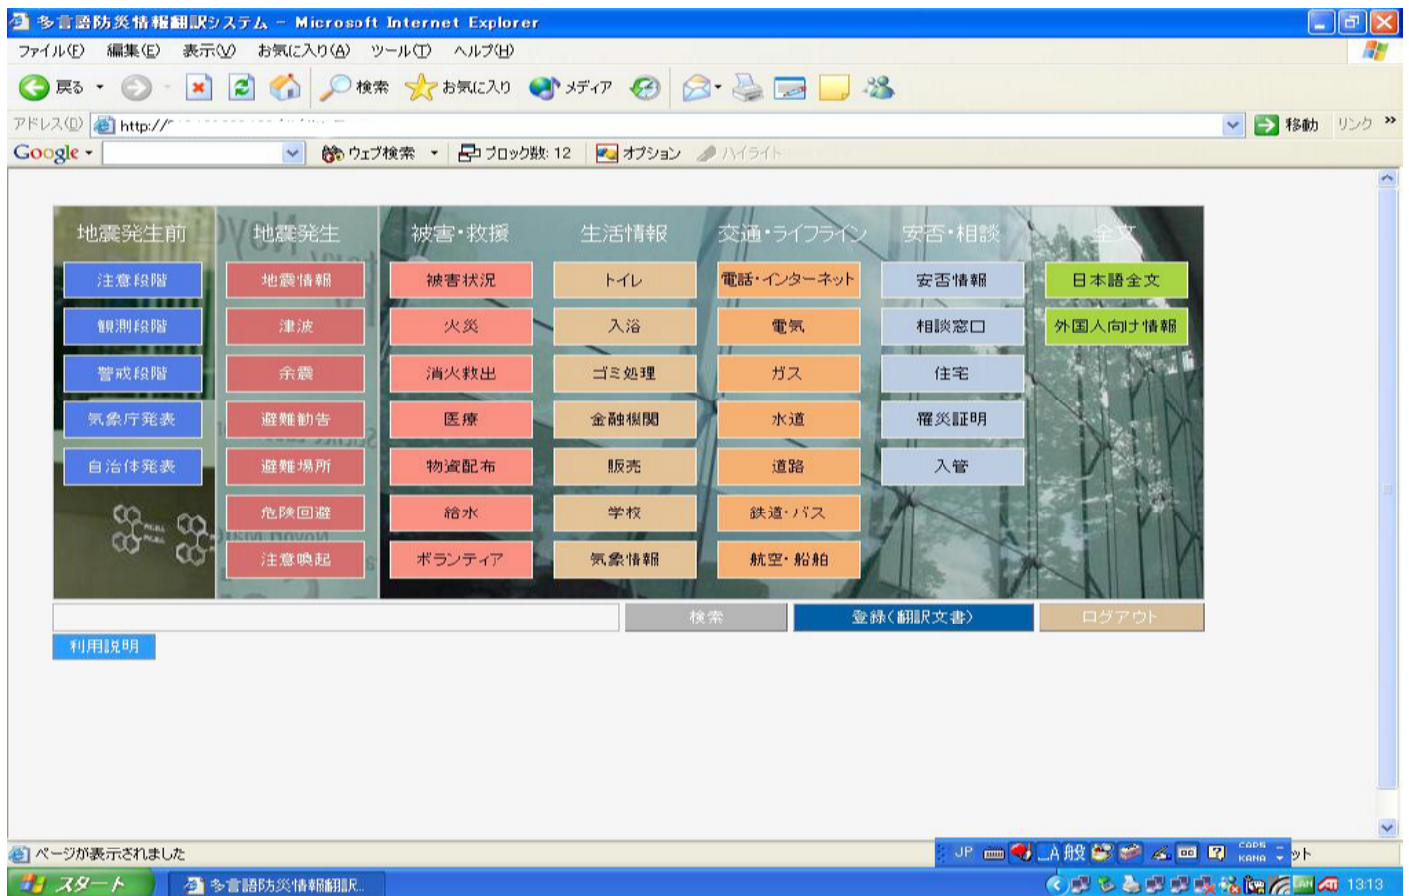 多言語防災情報翻訳システム - Microsoft Internet Explorer
ファイル(F) 編集(E) 表示(V) お気に入り(A) ツール(T) ヘルプ(H)
戻る 検索 お気に入り メディア
アドレス(D) http:// 移動 リンク »
Google ウェブ検索 ブロック数: 12 オプション ハイライト
地震発生前 地震発生 被害・救援 生活情報 交通・ライフライン 安否・相談 全文
注意段階 地震情報 被害状況 トイレ 電話・インターネット 安否情報 日本語全文
観測段階 津波 火災 入浴 電気 相談窓口 外国人向け情報
警戒段階 余震 消火救出 ゴミ処理 ガス 住宅
気象庁発表 避難勧告 医療 金融機関 水道 罹災証明
自治体発表 避難場所 物資配布 販売 道路 入管
危険回避 給水 学校 鉄道・バス
注意喚起 ボランティア 気象情報 航空・船舶
検索 登録(翻訳文書) ログアウト
利用説明
ページが表示されました JP A 般 CAPS KANA ット
スタート 多言語防災情報翻訳... 13:13